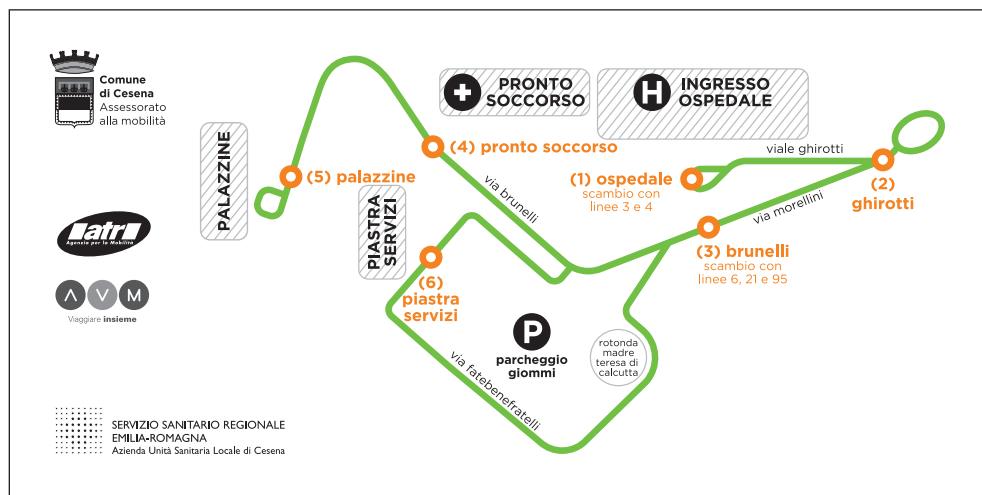 Comune
di Cesena
Assessorato
alla mobilità
PALAZZINE
PRONTO
SOCCORSO
H
INGRESSO
OSPEDALE
viale ghirotti
(4) pronto soccorso
(5) palazzine
(1) ospedale
scambio con
linee 3 e 4
(2)
ghirotti
via brunelli
via morellini
PIASTRA
SERVIZI
(3) brunelli
scambio con
linee 6, 21 e 95
atr
Agenzia per la Mobilità
(6)
piastra
servizi
AVM
Viaggiare insieme
P
parcheggio
giommi
rotonda
madre
teresa di
calcutta
via fatebenefratelli
SERVIZIO SANITARIO REGIONALE
EMILIA-ROMAGNA
Azienda Unità Sanitaria Locale di Cesena